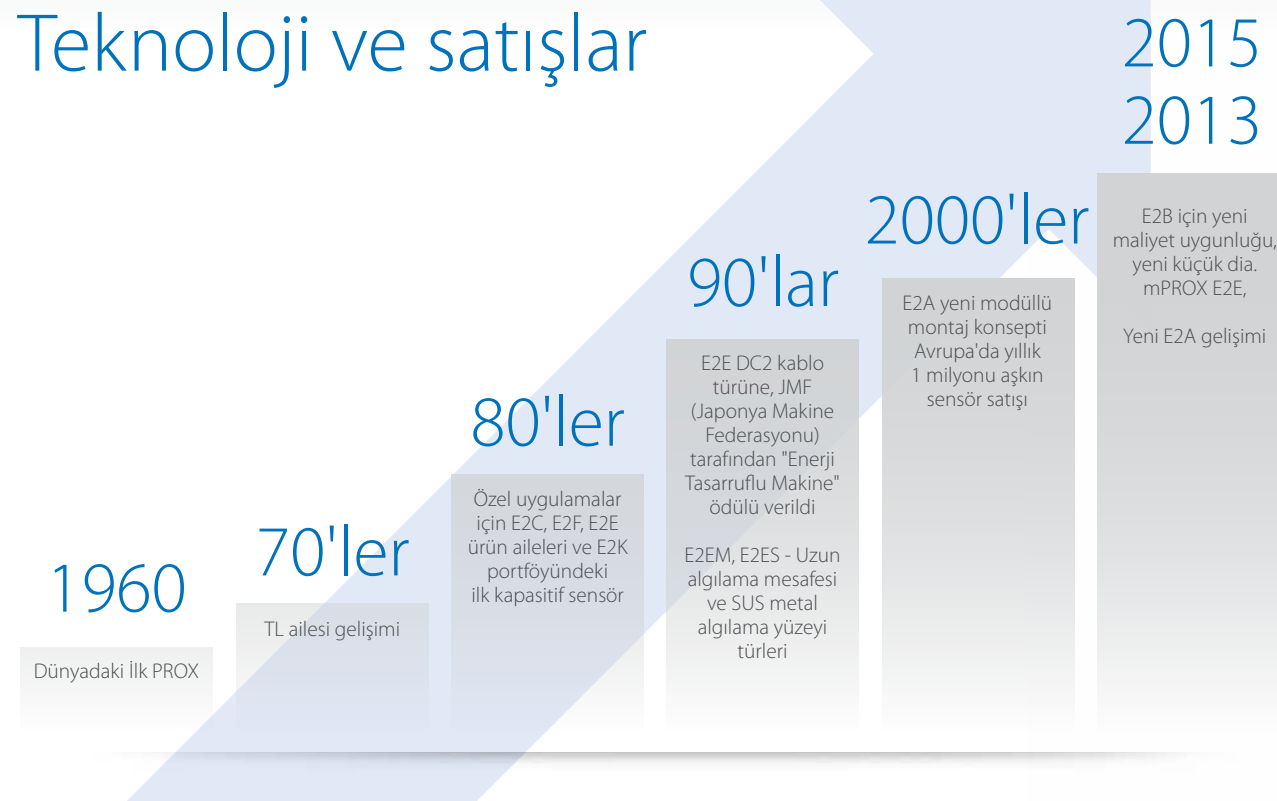 Teknoloji ve satışlar
1960
Dünyadaki İlk PROX
70'ler
TL ailesi gelişimi
80'ler
Özel uygulamalar
için E2C, E2F, E2E
ürün aileleri ve E2K
portföyündeki
ilk kapasitif sensör
90'lar
E2E DC2 kablo
türüne, JMF
(Japonya Makine
Federasyonu)
tarafından "Enerji
Tasarruflu Makine"
ödülü verildi
E2EM, E2ES - Uzun
algılama mesafesi
ve SUS metal
algılama yüzeyi
türleri
2000'ler
E2A yeni modüllü
montaj konsepti
Avrupa'da yıllık
1 milyonu aşkın
sensör satışı
2015
2013
E2B için yeni
maliyet uygunluğu,
yeni küçük dia.
mPROX E2E,
Yeni E2A gelişimi